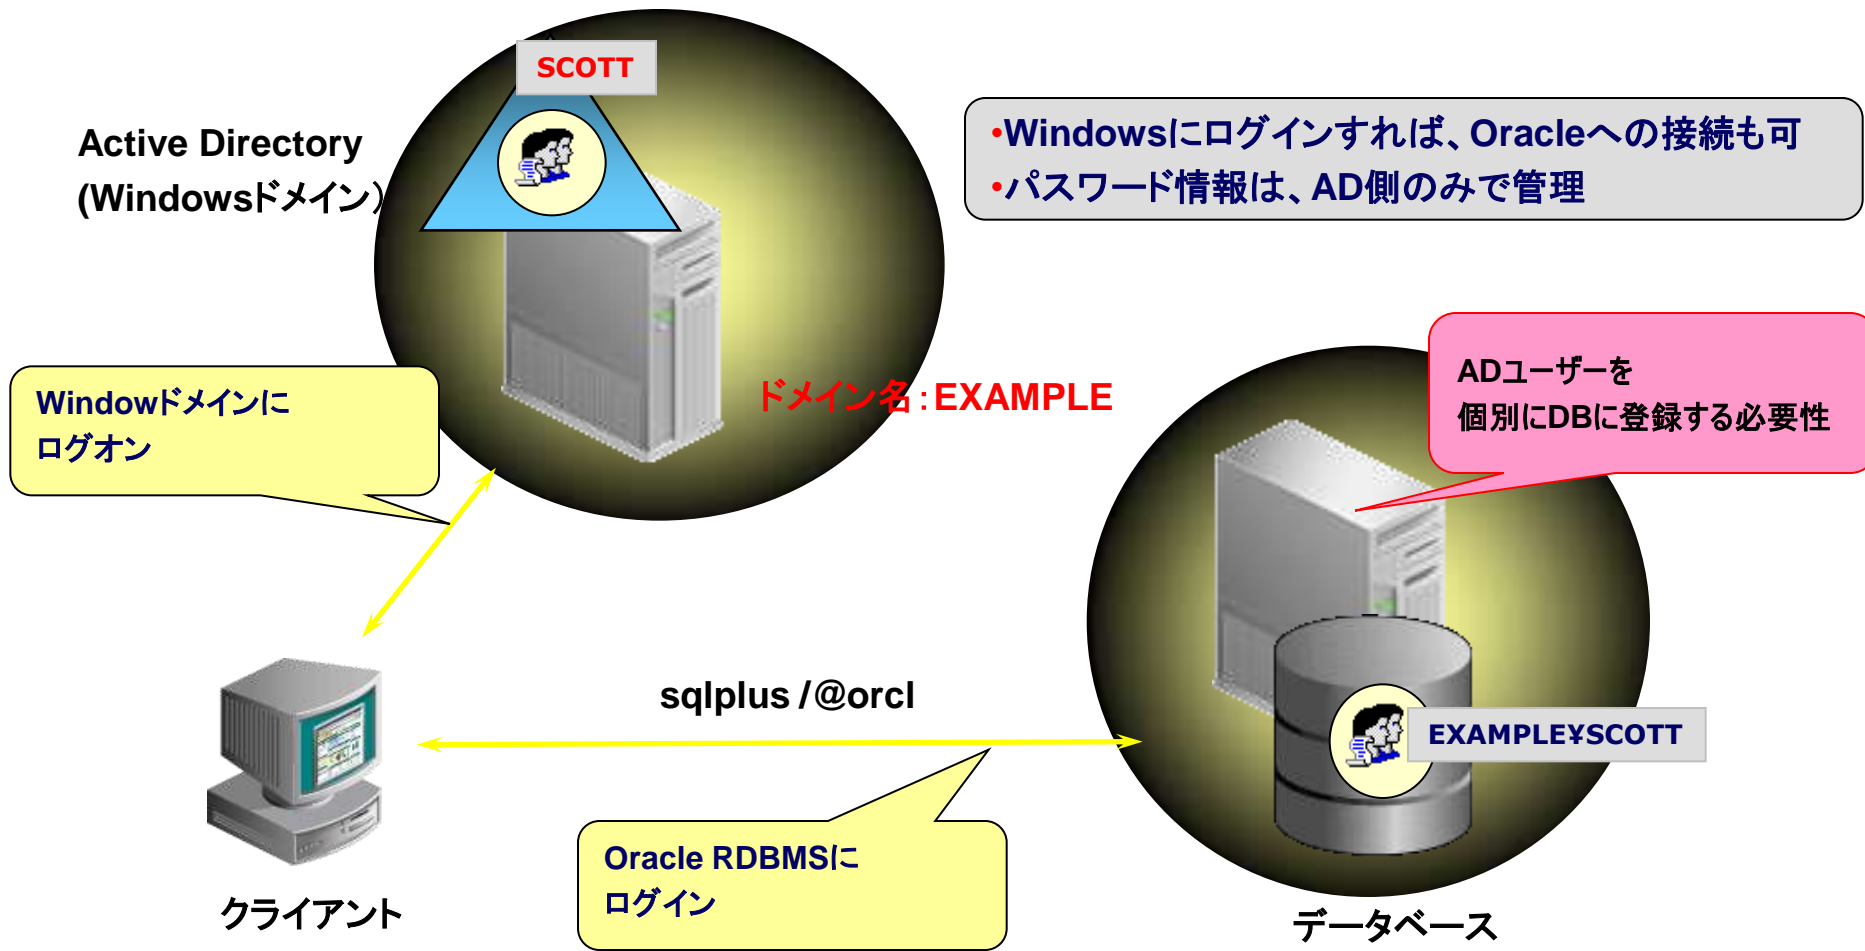 SCOTT
Active Directory
(Windowsドメイン)
•Windowsにログインすれば、Oracleへの接続も可
•パスワード情報は、AD側のみで管理
Windowドメインに
ログオン
ドメイン名：EXAMPLE
ADユーザーを
個別にDBに登録する必要性
sqlplus /@orcl
EXAMPLE¥SCOTT
Oracle RDBMSに
ログイン
クライアント
データベース